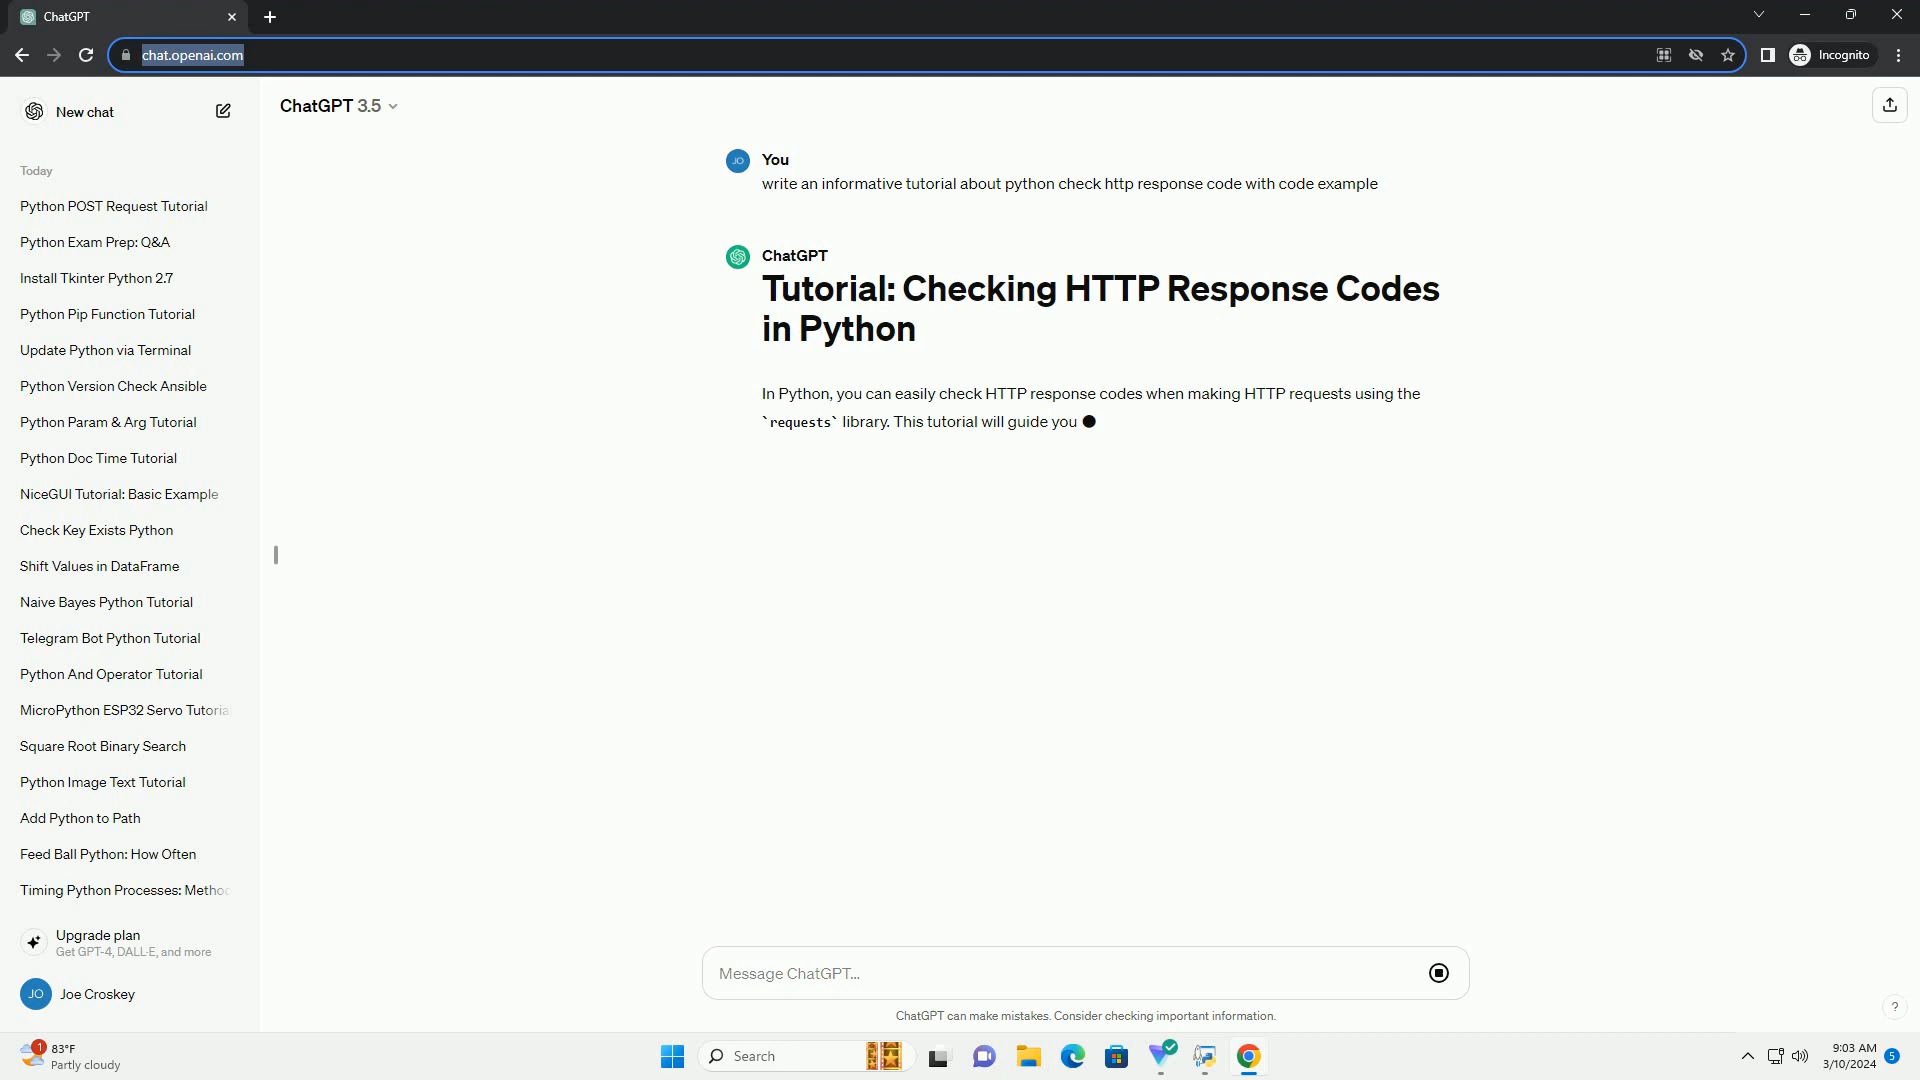 ChatGPT
chat.openai.com
Incognito
New chat
ChatGPT 3.5
Today
Python POST Request Tutorial
Python Exam Prep: Q&A
Install Tkinter Python 2.7
Python Pip Function Tutorial
Update Python via Terminal
Python Version Check Ansible
Python Param & Arg Tutorial
Python Doc Time Tutorial
NiceGUI Tutorial: Basic Example
Check Key Exists Python
Shift Values in DataFrame
Naive Bayes Python Tutorial
Telegram Bot Python Tutorial
Python And Operator Tutorial
MicroPython ESP32 Servo Tutoria
Square Root Binary Search
Python Image Text Tutorial
Add Python to Path
Feed Ball Python: How Often
Timing Python Processes: Metho
Upgrade plan
Get GPT-4, DALL·E, and more
JO
Joe Croskey
JO
You
write an informative tutorial about python check http response code with code example
ChatGPT
Tutorial: Checking HTTP Response Codes
in Python
In Python, you can easily check HTTP response codes when making HTTP requests using the
`requests` library. This tutorial will guide you
Message ChatGPT...
ChatGPT can make mistakes. Consider checking important information.
?
1
83°F
Partly cloudy
Search
9:03 AM
3/10/2024
5